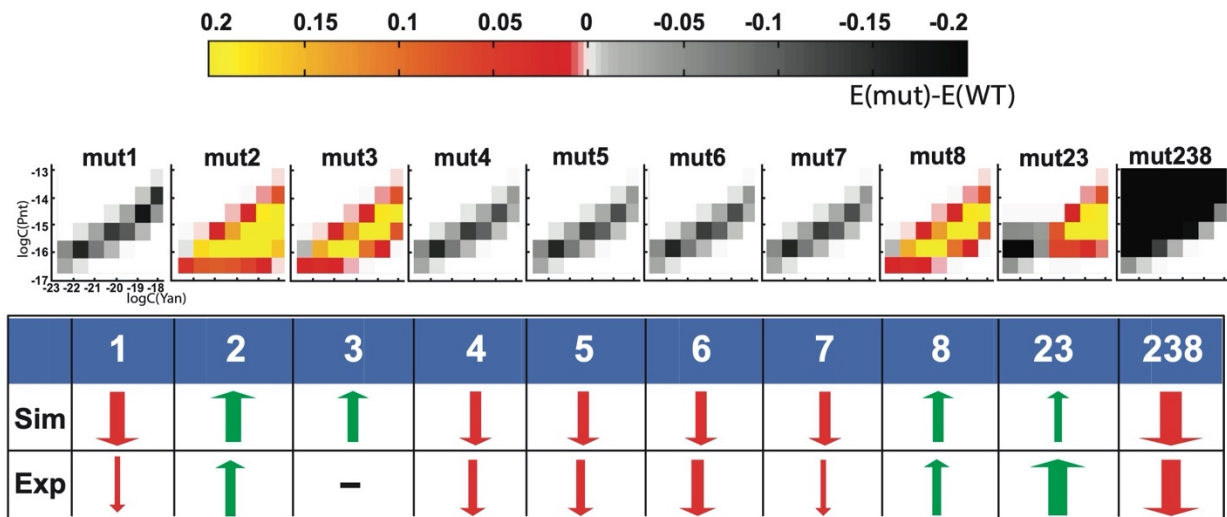 0.2 0.15 0.1 0.05 0 -0.05 -0.1 -0.15 -0.2
E(mut)-E(WT)
mut1 mut2 mut3 mut4 mut5 mut6 mut7 mut8 mut23 mut238
logC(Pnt)
-13
-14
-15
-16
-17
-23 -22 -21 -20 -19 -18
logC(Yan)
1 2 3 4 5 6 7 8 23 238
Sim
Exp –